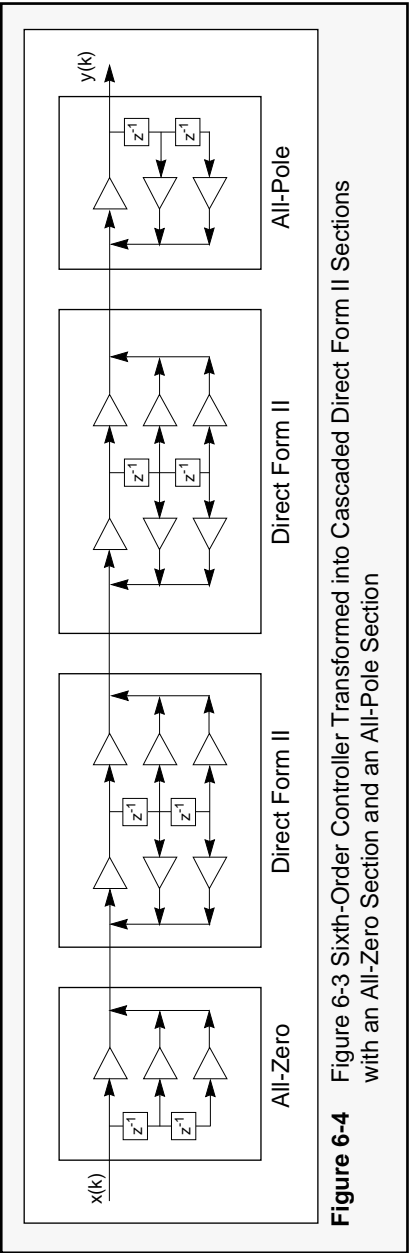 x(k)
z-1
z-1
All-Zero
z-1
z-1
Direct Form II
z-1
z-1
Direct Form II
y(k)
z-1
z-1
All-Pole
Figure 6-4 Figure 6-3 Sixth-Order Controller Transformed into Cascaded Direct Form II Sections
with an All-Zero Section and an All-Pole Section